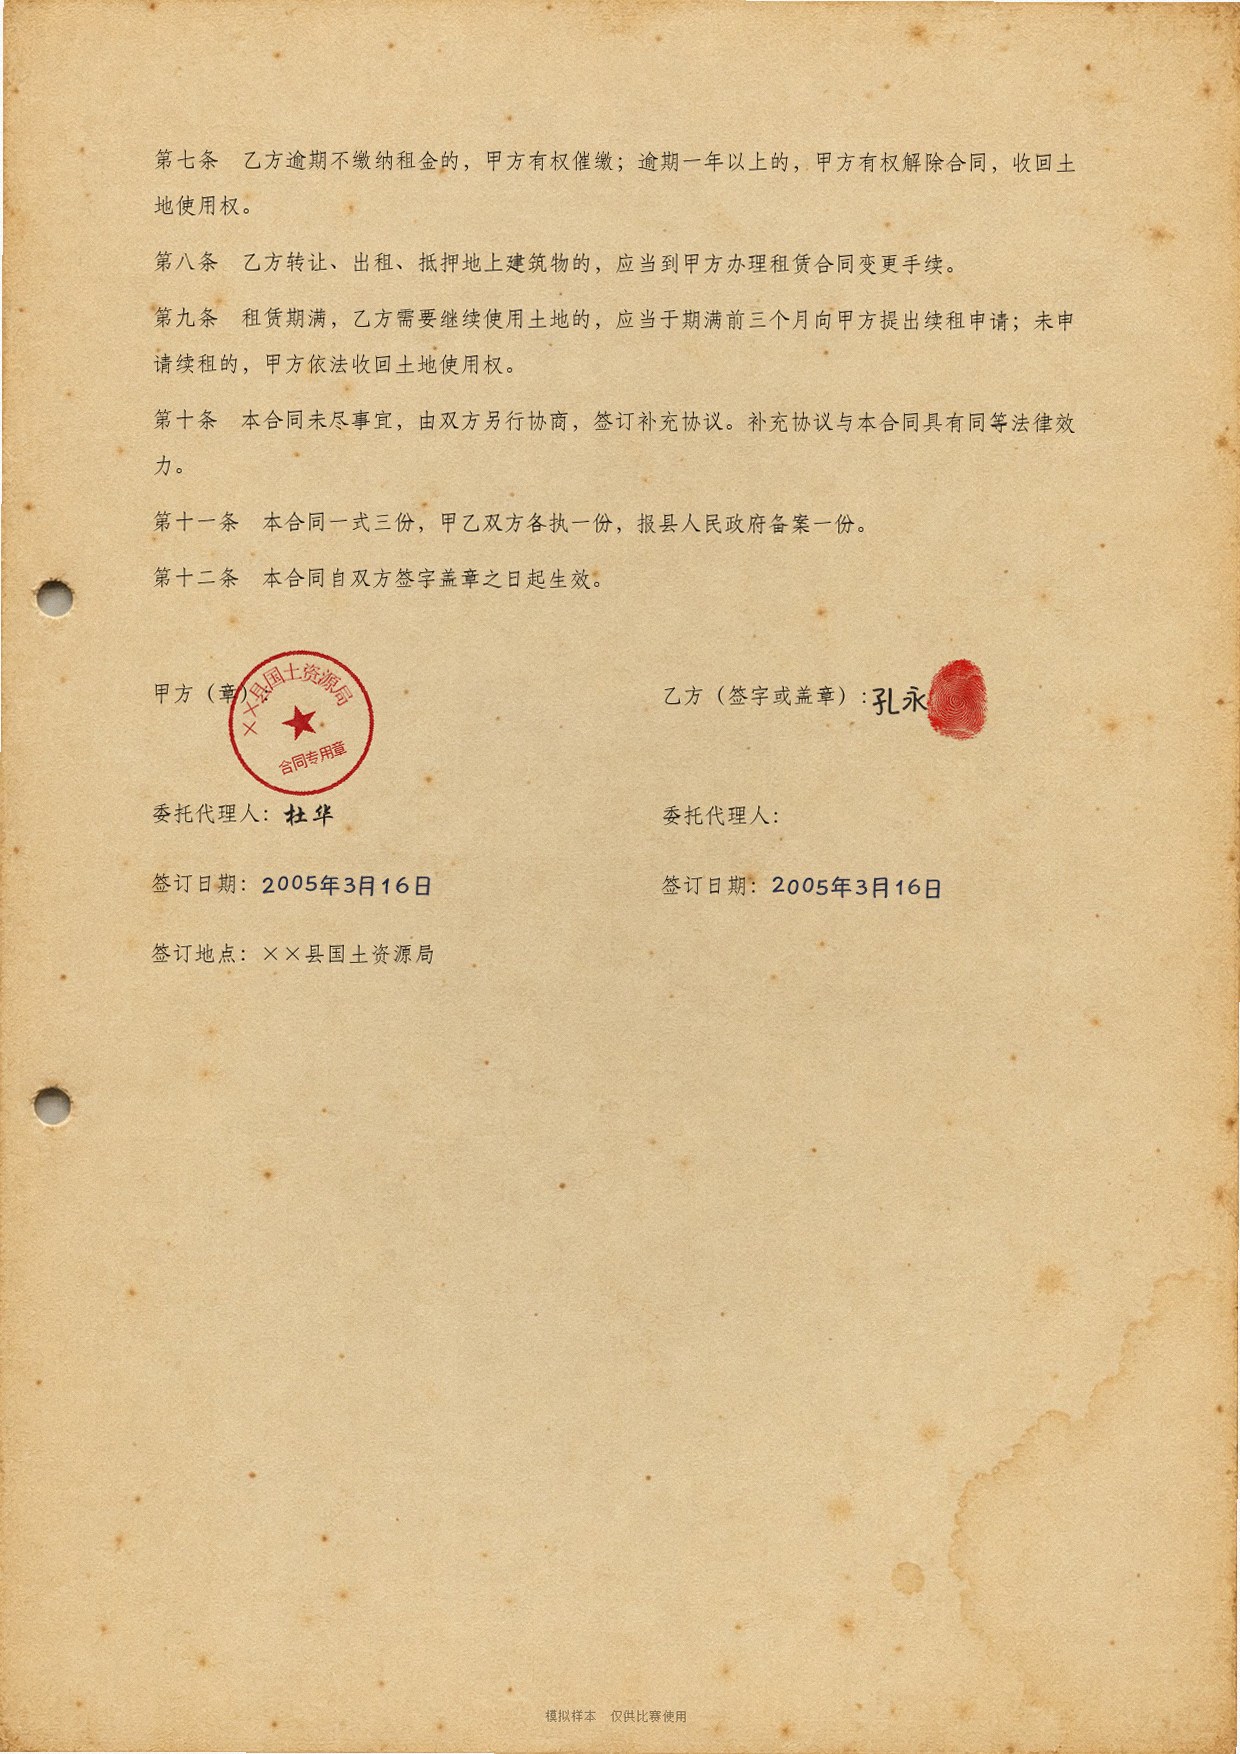 第七条　乙方逾期不缴纳租金的，甲方有权催缴；逾期一年以上的，甲方有权解除合同，收回土
地使用权。
第八条　乙方转让、出租、抵押地上建筑物的，应当到甲方办理租赁合同变更手续。
第九条　租赁期满，乙方需要继续使用土地的，应当于期满前三个月向甲方提出续租申请；未申
请续租的，甲方依法收回土地使用权。
第十条　本合同未尽事宜，由双方另行协商，签订补充协议。补充协议与本合同具有同等法律效
力。
第十一条　本合同一式三份，甲乙双方各执一份，报县人民政府备案一份。
第十二条　本合同自双方签字盖章之日起生效。
甲方（章）
××县国土资源局
合同专用章
乙方（签字或盖章）：孔永
委托代理人：杜华
委托代理人：
签订日期：2005年3月16日
签订日期：2005年3月16日
签订地点：××县国土资源局
模拟样本　仅供比赛使用